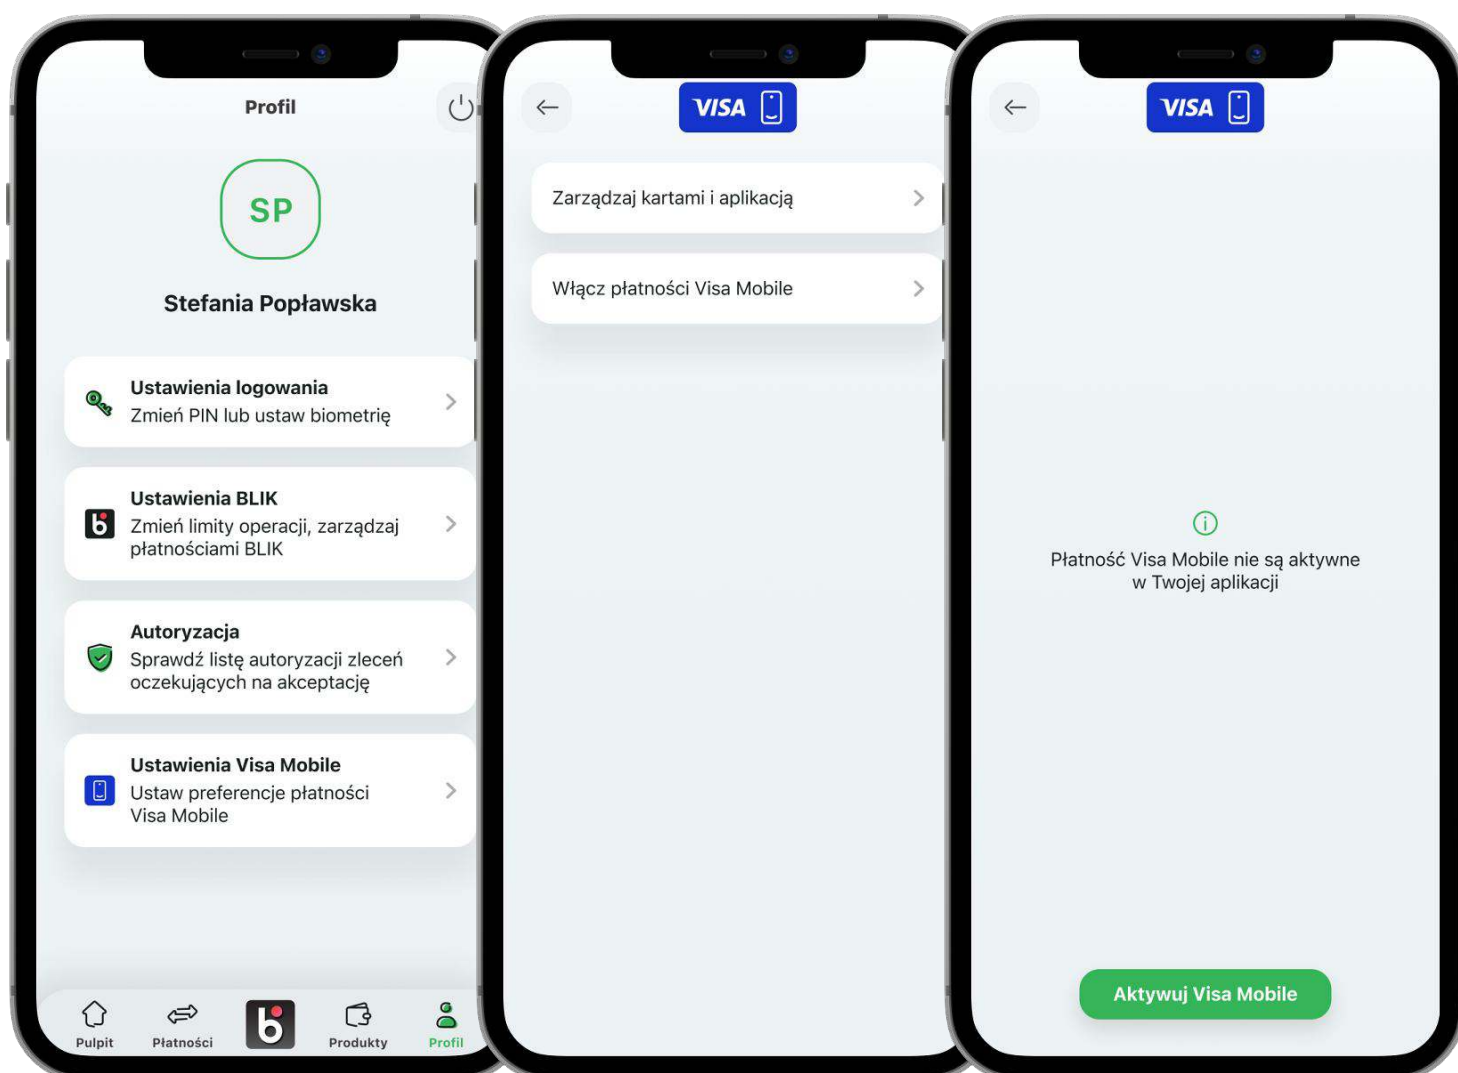 Profil
SP
Stefania Popławska
Ustawienia logowania
Zmień PIN lub ustaw biometrię
Ustawienia BLIK
Zmień limity operacji, zarządzaj
płatnościami BLIK
Autoryzacja
Sprawdź listę autoryzacji zleceń
oczekujących na akceptację
Ustawienia Visa Mobile
Ustaw preferencje płatności
Visa Mobile
Pulpit
Płatności
b
Produkty
Profil
VISA
Zarządzaj kartami i aplikacją
Włącz płatności Visa Mobile
VISA
Płatność Visa Mobile nie są aktywne
w Twojej aplikacji
Aktywuj Visa Mobile